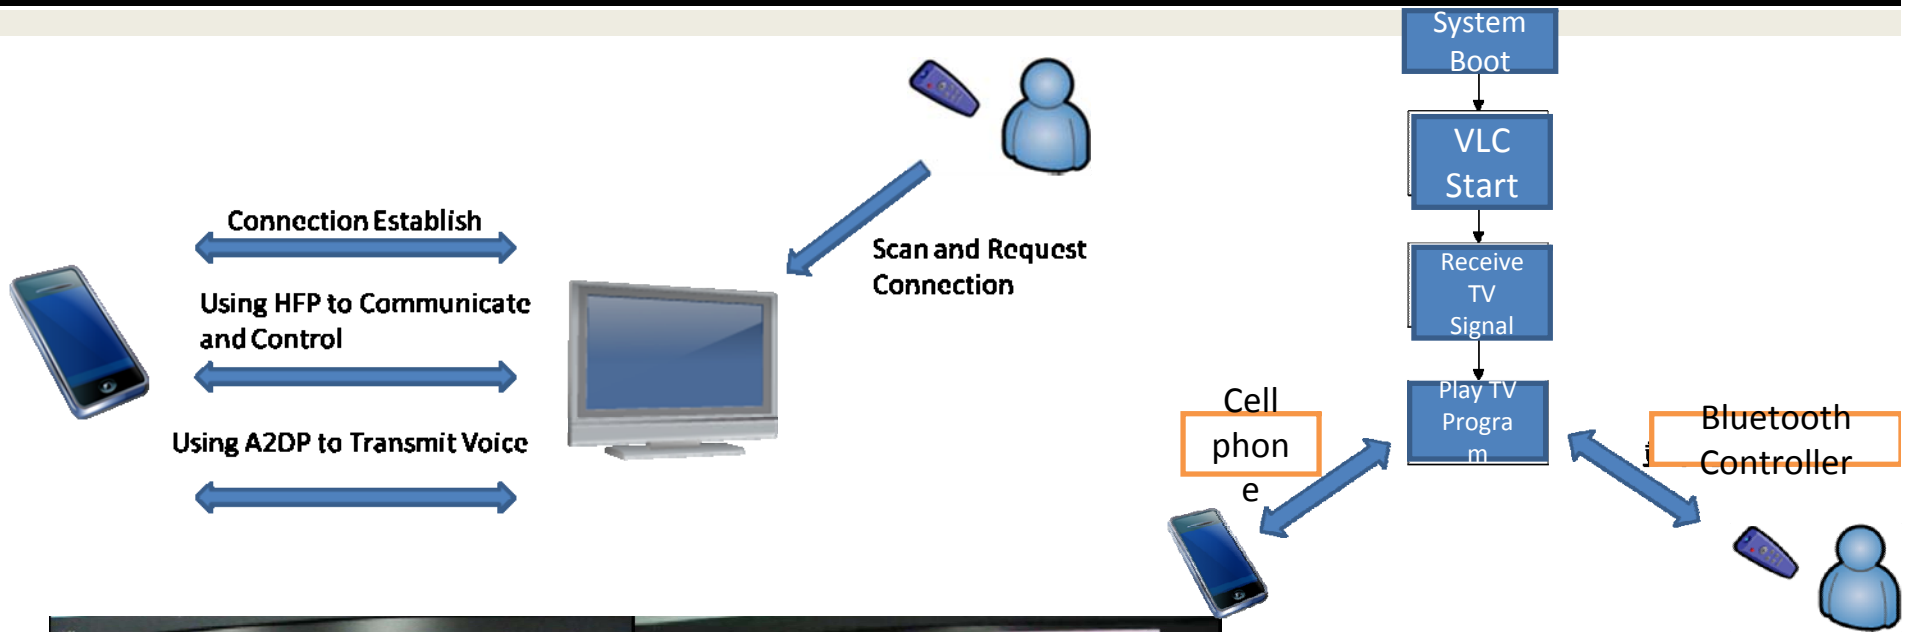 Connection Establish
Using HFP to Communicate
and Control
Using A2DP to Transmit Voice
Scan and Request
Connection
System
Boot
VLC
Start
Receive
TV
Signal
Play TV
Progra
m
Cell
phon
e
Bluetooth
Controller